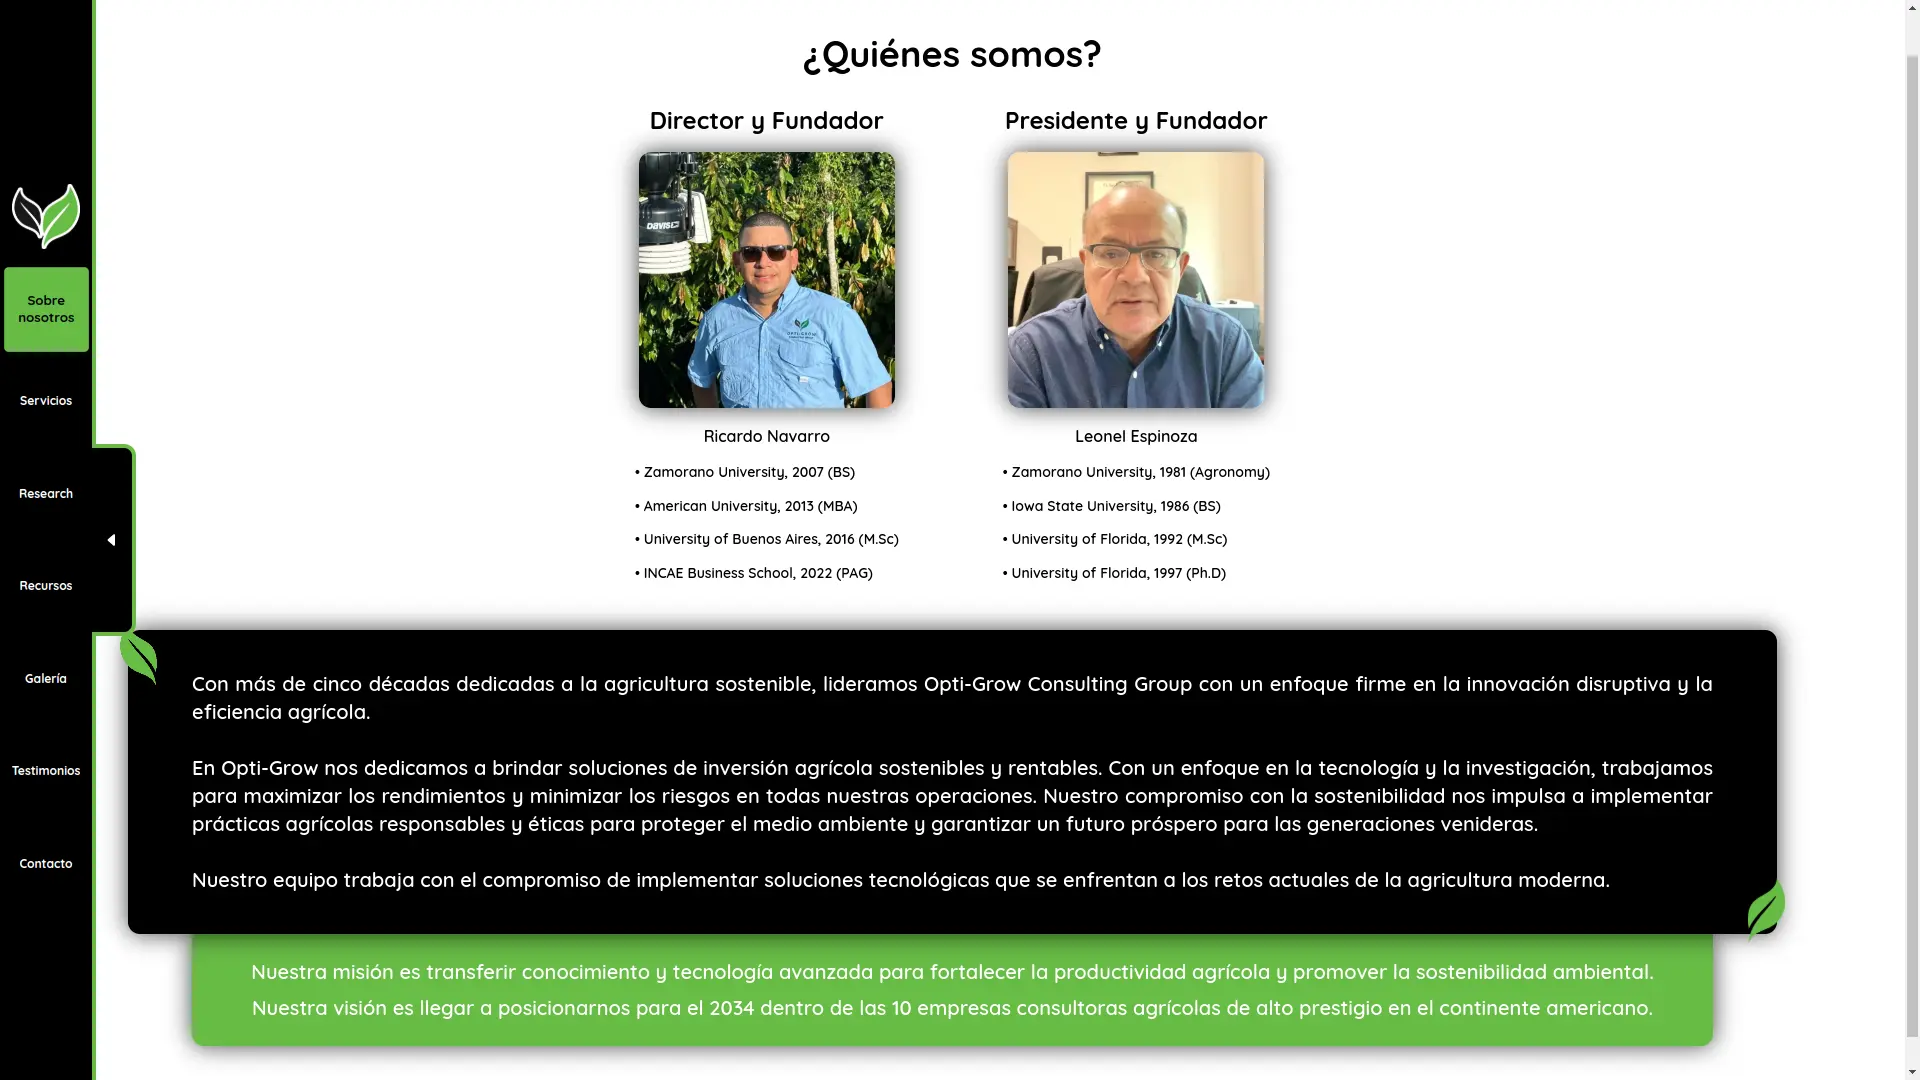 ¿Quiénes somos?
Director y Fundador
Presidente y Fundador
DAVIS
OPTI-GROW
Sobre
nosotros
Servicios
Research
Recursos
Galería
Testimonios
Contacto
Ricardo Navarro
• Zamorano University, 2007 (BS)
• American University, 2013 (MBA)
• University of Buenos Aires, 2016 (M.Sc)
• INCAE Business School, 2022 (PAG)
Leonel Espinoza
• Zamorano University, 1981 (Agronomy)
• Iowa State University, 1986 (BS)
• University of Florida, 1992 (M.Sc)
• University of Florida, 1997 (Ph.D)
Con más de cinco décadas dedicadas a la agricultura sostenible, lideramos Opti-Grow Consulting Group con un enfoque firme en la innovación disruptiva y la
eficiencia agrícola.
En Opti-Grow nos dedicamos a brindar soluciones de inversión agrícola sostenibles y rentables. Con un enfoque en la tecnología y la investigación, trabajamos
para maximizar los rendimientos y minimizar los riesgos en todas nuestras operaciones. Nuestro compromiso con la sostenibilidad nos impulsa a implementar
prácticas agrícolas responsables y éticas para proteger el medio ambiente y garantizar un futuro próspero para las generaciones venideras.
Nuestro equipo trabaja con el compromiso de implementar soluciones tecnológicas que se enfrentan a los retos actuales de la agricultura moderna.
Nuestra misión es transferir conocimiento y tecnología avanzada para fortalecer la productividad agrícola y promover la sostenibilidad ambiental.
Nuestra visión es llegar a posicionarnos para el 2034 dentro de las 10 empresas consultoras agrícolas de alto prestigio en el continente americano.